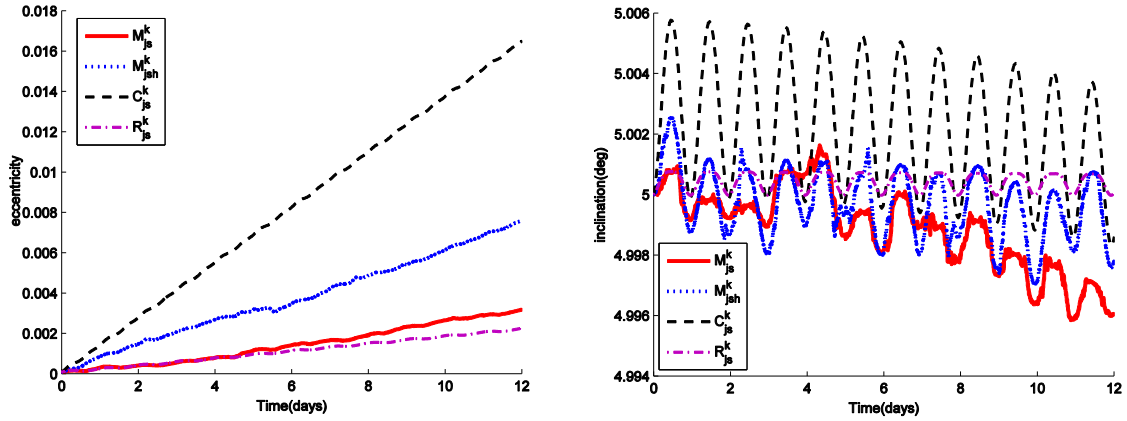 0.018
0.016
0.014
0.012
0.01
0.008
0.006
0.004
0.002
0
eccentricity
M^k_js
M^k_jsh
C^k_js
R^k_js
0 2 4 6 8 10 12
Time(days)
5.006
5.004
5.002
5
4.998
4.996
4.994
inclination(deg)
M^k_js
M^k_jsh
C^k_js
R^k_js
0 2 4 6 8 10 12
Time(days)